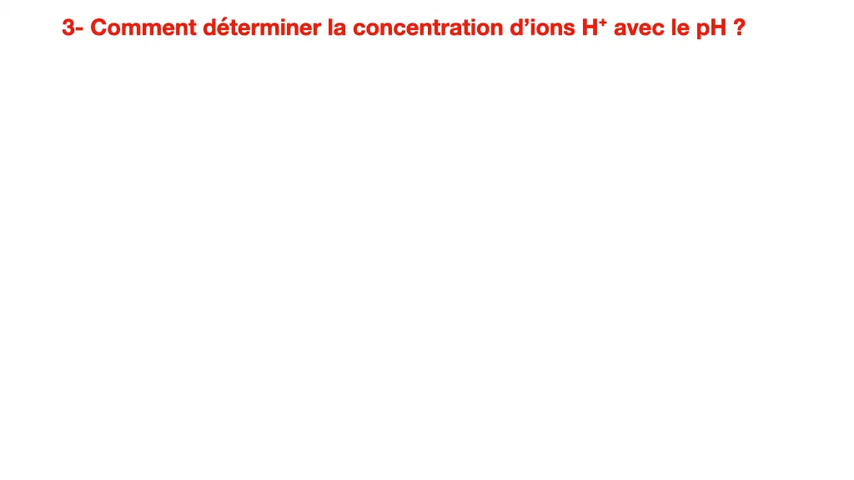 3- Comment déterminer la concentration d’ions H⁺ avec le pH ?